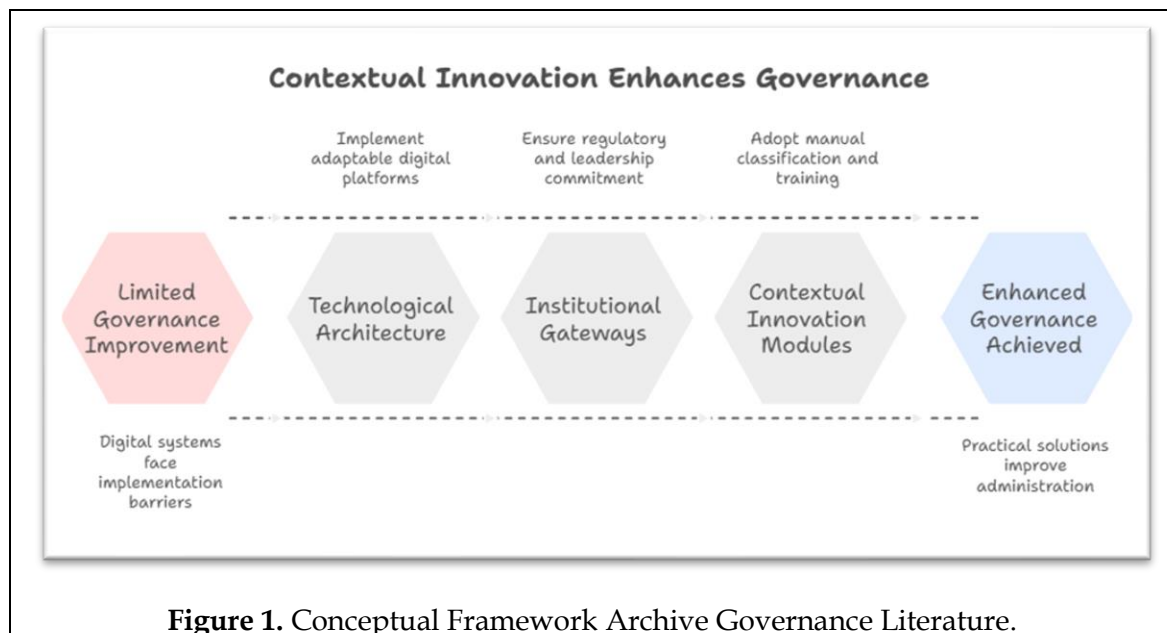 Contextual Innovation Enhances Governance
Implement
adaptable digital
platforms
Ensure regulatory
and leadership
commitment
Adopt manual
classification and
training
Limited
Governance
Improvement
Technological
Architecture
Institutional
Gateways
Contextual
Innovation
Modules
Enhanced
Governance
Achieved
Digital systems
face
implementation
barriers
Practical solutions
improve
administration
Figure 1. Conceptual Framework Archive Governance Literature.